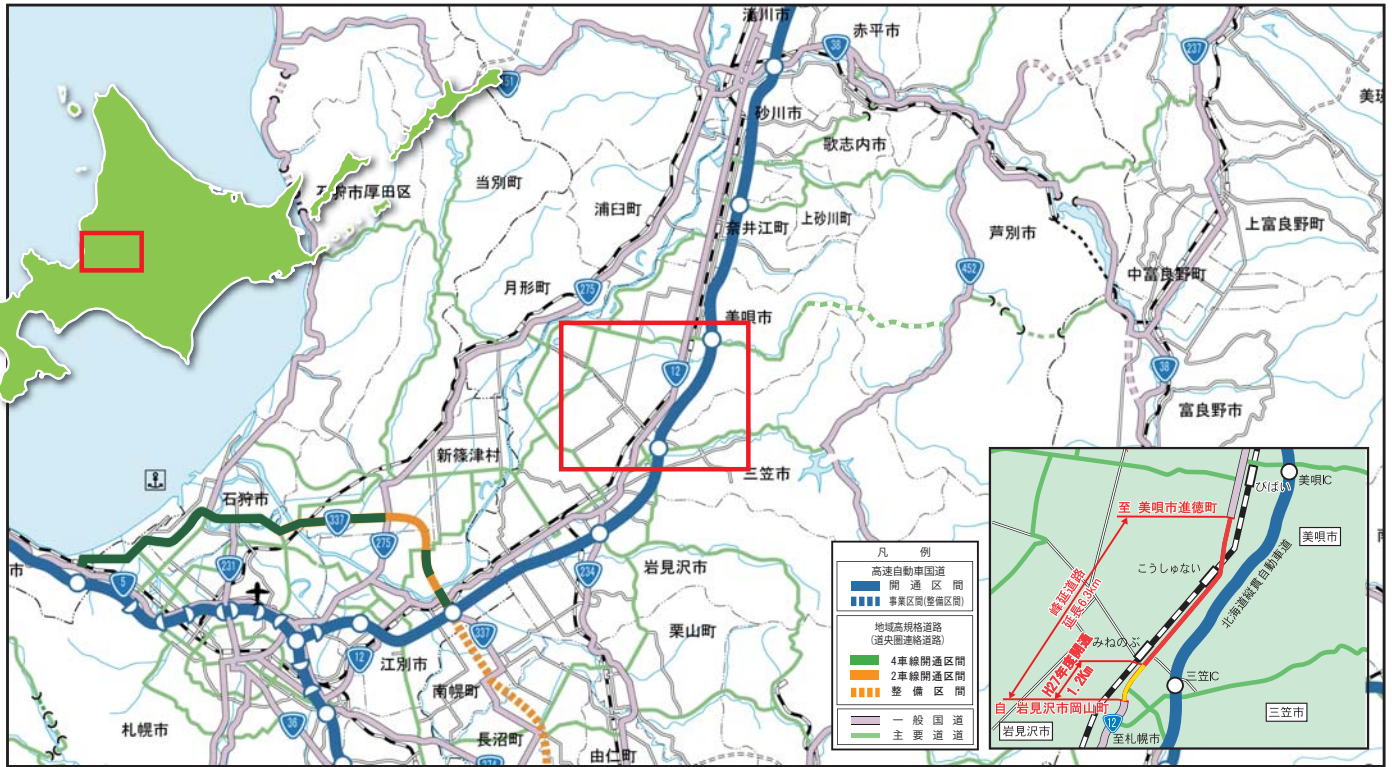 滝川市
赤平市
38
237
451
砂川市
歌志内市
石狩市厚田区
当別町
浦臼町
奈井江町
上砂川町
芦別市
上富良野町
452
中富良野町
月形町
275
美唄市
12
38
富良野市
新篠津村
三笠市
石狩市
337
275
市
5
231
岩見沢市
234
栗山町
337
12
江別市
南幌町
札幌市
36
長沼町
由仁町
274
凡 例
高速自動車国道
開通区間
事業区間(整備区間)
地域高規格道路
(道央圏連絡道路)
4車線開通区間
2車線開通区間
整備区間
一般国道
主要道道
びばい
美唄IC
至 美唄市進徳町
美唄市
こうしゅない
北海道縦貫自動車道
峰延道路
延長6.3km
みねのぶ
H27年度開通
1.2Km
三笠IC
自 岩見沢市岡山町
12
三笠市
岩見沢市
至札幌市